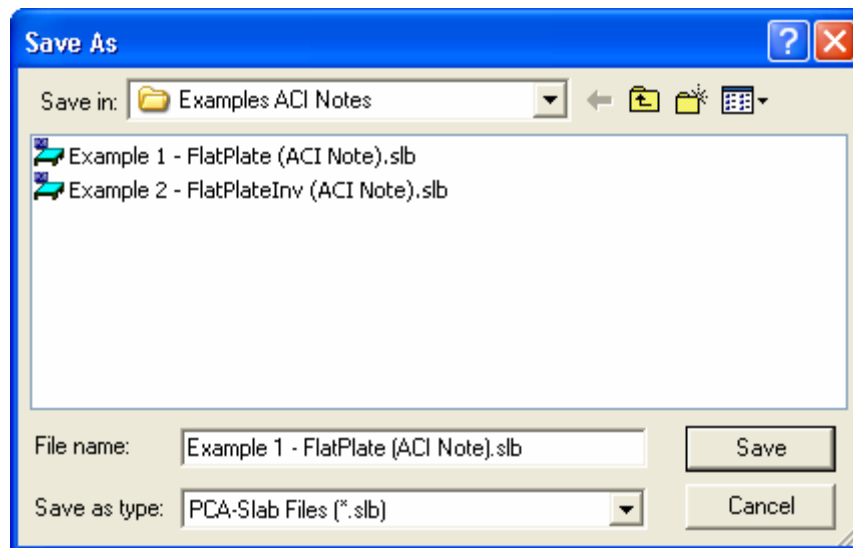 Save As
Save in: Examples ACI Notes
Example 1 - FlatPlate (ACI Note).slb
Example 2 - FlatPlateInv (ACI Note).slb
File name: Example 1 - FlatPlate (ACI Note).slb Save
Save as type: PCA-Slab Files (*.slb) Cancel